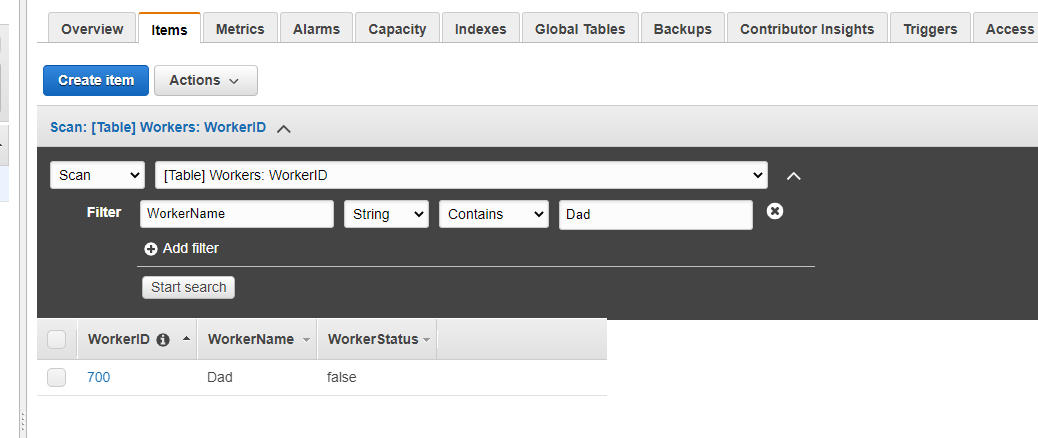 Overview Items Metrics Alarms Capacity Indexes Global Tables Backups Contributor Insights Triggers Access
Create item Actions
Scan: [Table] Workers: WorkerID
Scan [Table] Workers: WorkerID
Filter WorkerName String Contains Dad
Add filter
Start search
WorkerID WorkerName WorkerStatus
700 Dad false